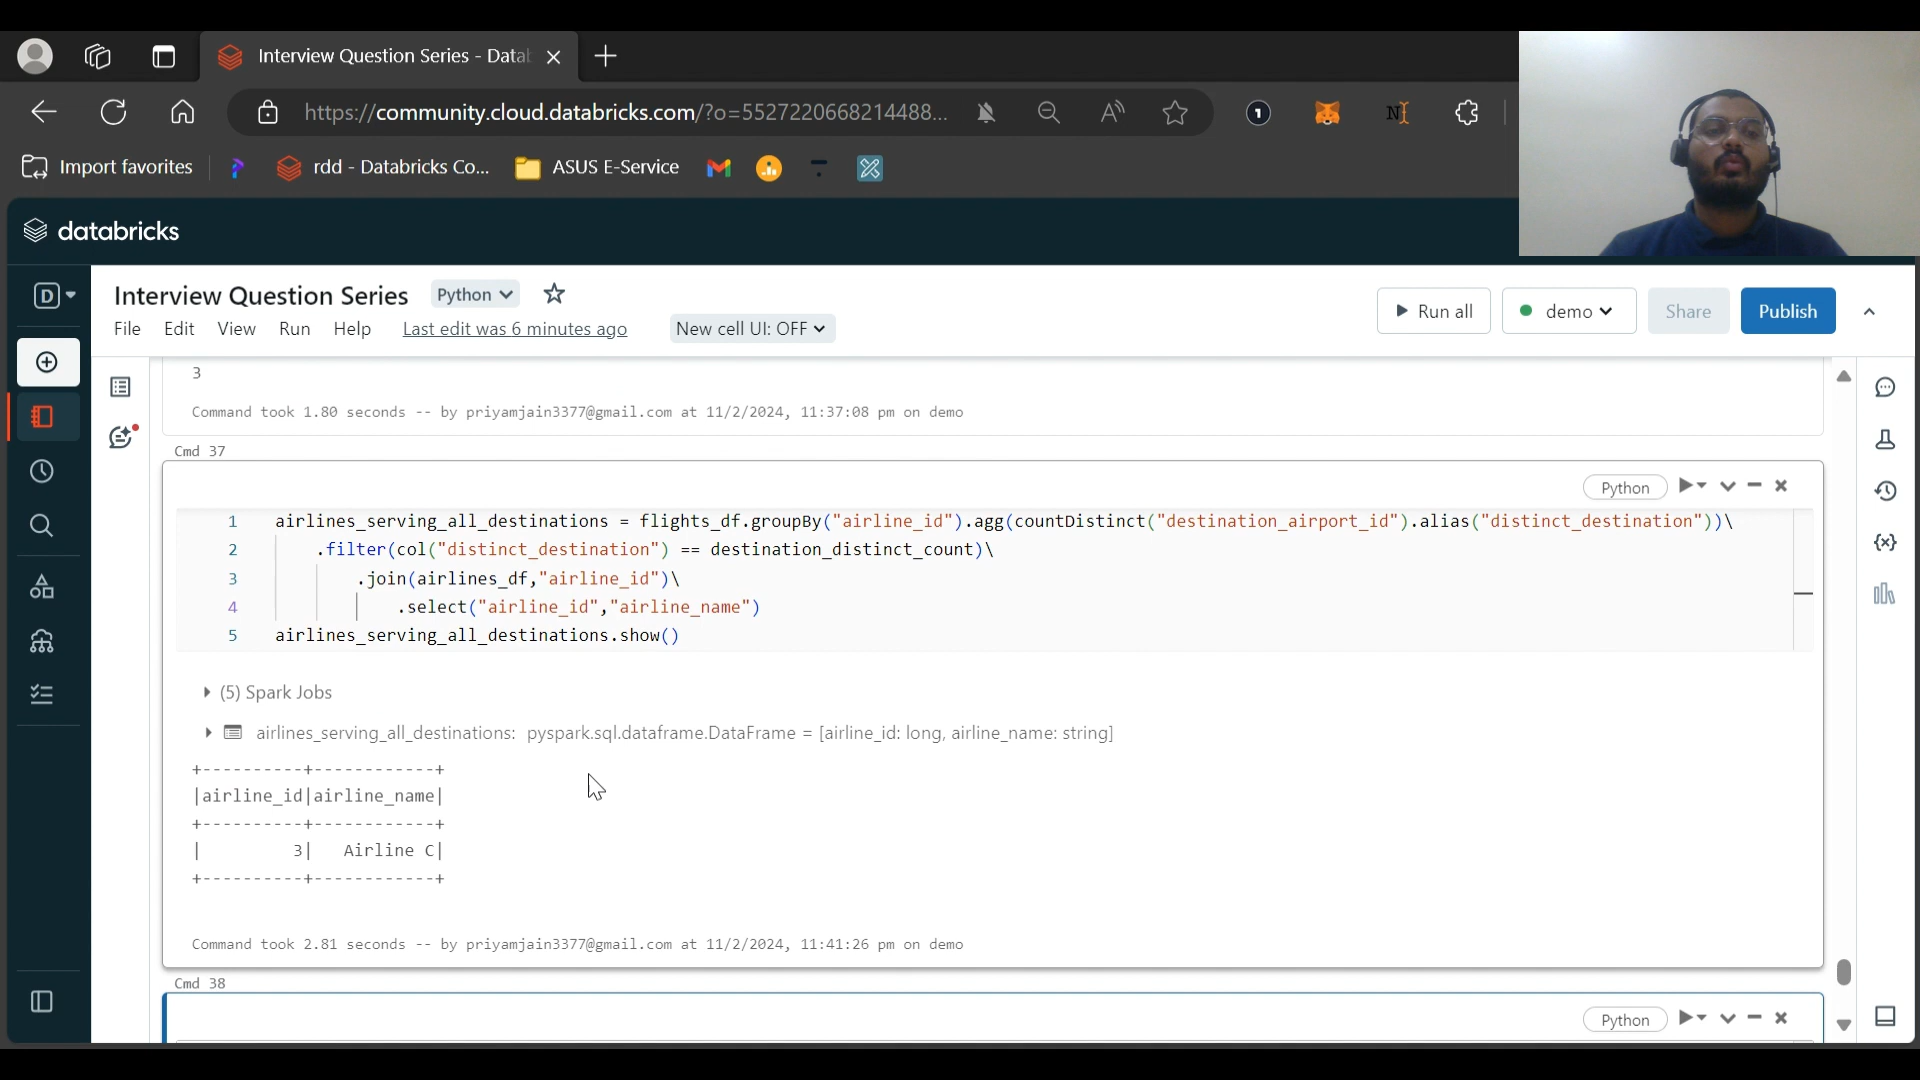 Interview Question Series - Datab
https://community.cloud.databricks.com/?o=5527220668214488...
Import favorites
rdd - Databricks Co...
ASUS E-Service
databricks
D
Interview Question Series
Python
File Edit View Run Help Last edit was 6 minutes ago New cell UI: OFF
Run all
demo
Share
Publish
3
Command took 1.80 seconds -- by priyamjain3377@gmail.com at 11/2/2024, 11:37:08 pm on demo
Cmd 37
Python
1 airlines_serving_all_destinations = flights_df.groupBy("airline_id").agg(countDistinct("destination_airport_id").alias("distinct_destination"))\
2 .filter(col("distinct_destination") == destination_distinct_count)\
3 .join(airlines_df,"airline_id")\
4 .select("airline_id","airline_name")
5 airlines_serving_all_destinations.show()
(5) Spark Jobs
airlines_serving_all_destinations: pyspark.sql.dataframe.DataFrame = [airline_id: long, airline_name: string]
+----------+------------+
|airline_id|airline_name|
+----------+------------+
|         3|   Airline C|
+----------+------------+
Command took 2.81 seconds -- by priyamjain3377@gmail.com at 11/2/2024, 11:41:26 pm on demo
Cmd 38
Python